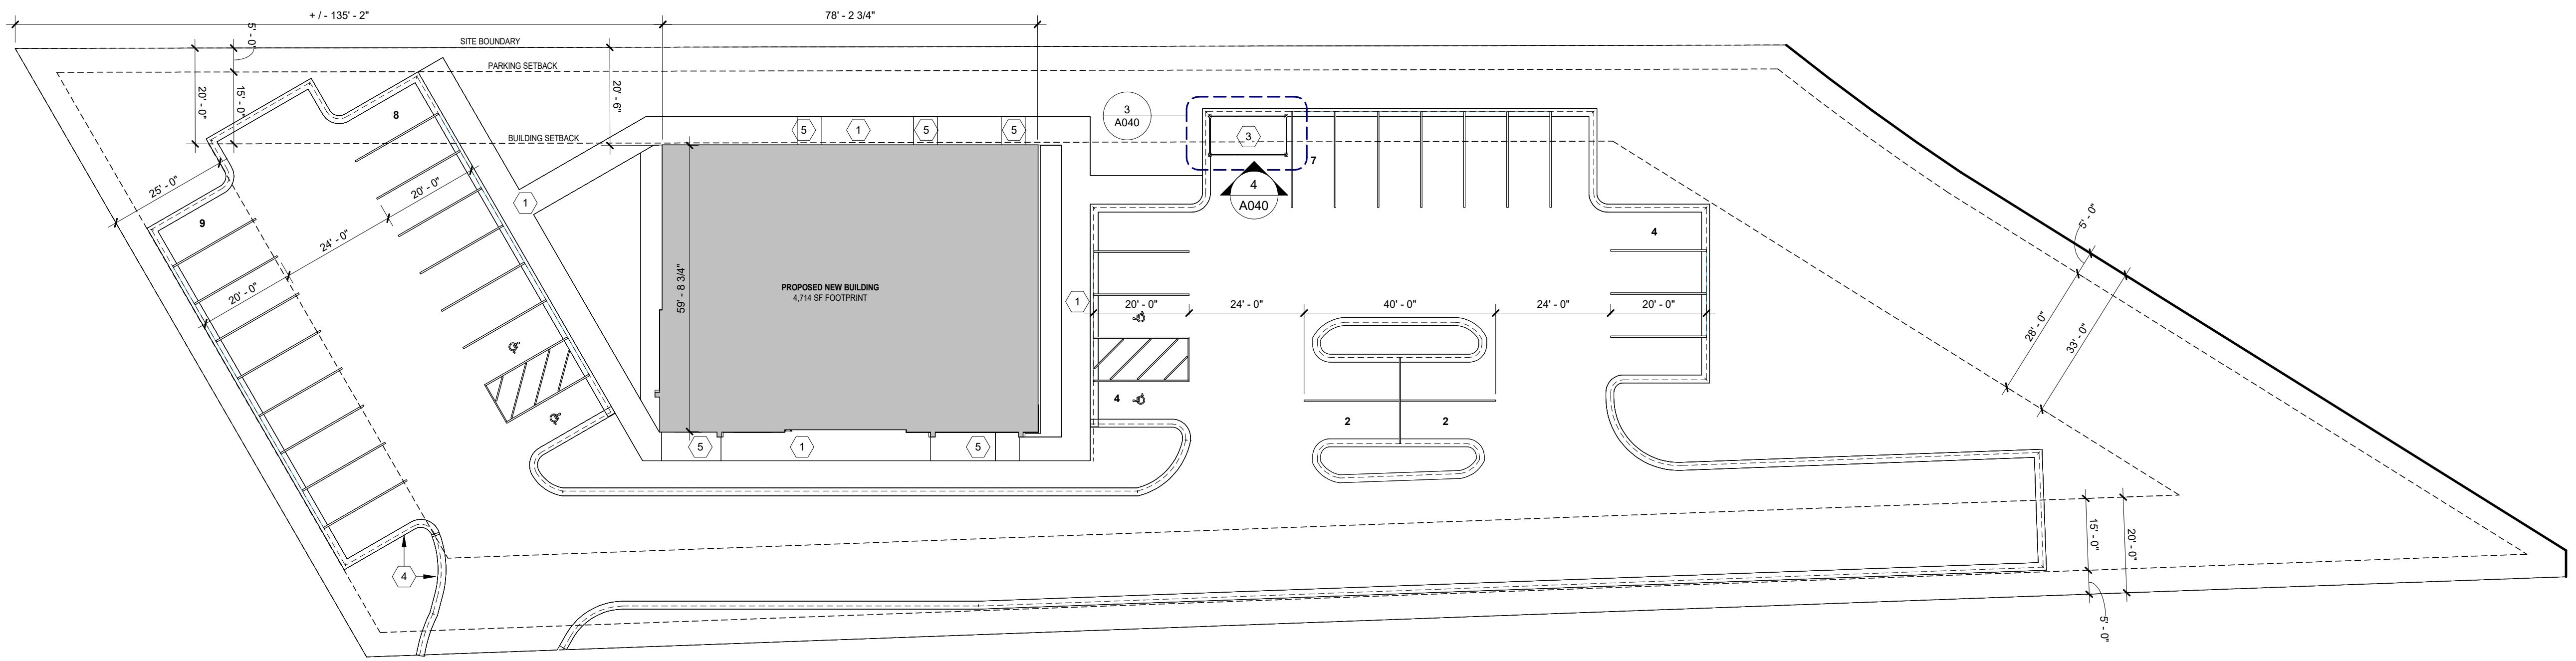 + / - 135' - 2"
78' - 2 3/4"
5' - 0"
SITE BOUNDARY
PARKING SETBACK
20' - 0"
15' - 0"
20' - 6"
BUILDING SETBACK
8
3
A040
5
1
5
5
3
7
4
A040
25' - 0"
20' - 0"
1
9
24' - 0"
20' - 0"
59' - 8 3/4"
PROPOSED NEW BUILDING
4,714 SF FOOTPRINT
4
5' - 0"
1
20' - 0"
24' - 0"
40' - 0"
24' - 0"
20' - 0"
28' - 0"
33' - 0"
4
2
2
5
1
5
15' - 0"
20' - 0"
4
5' - 0"